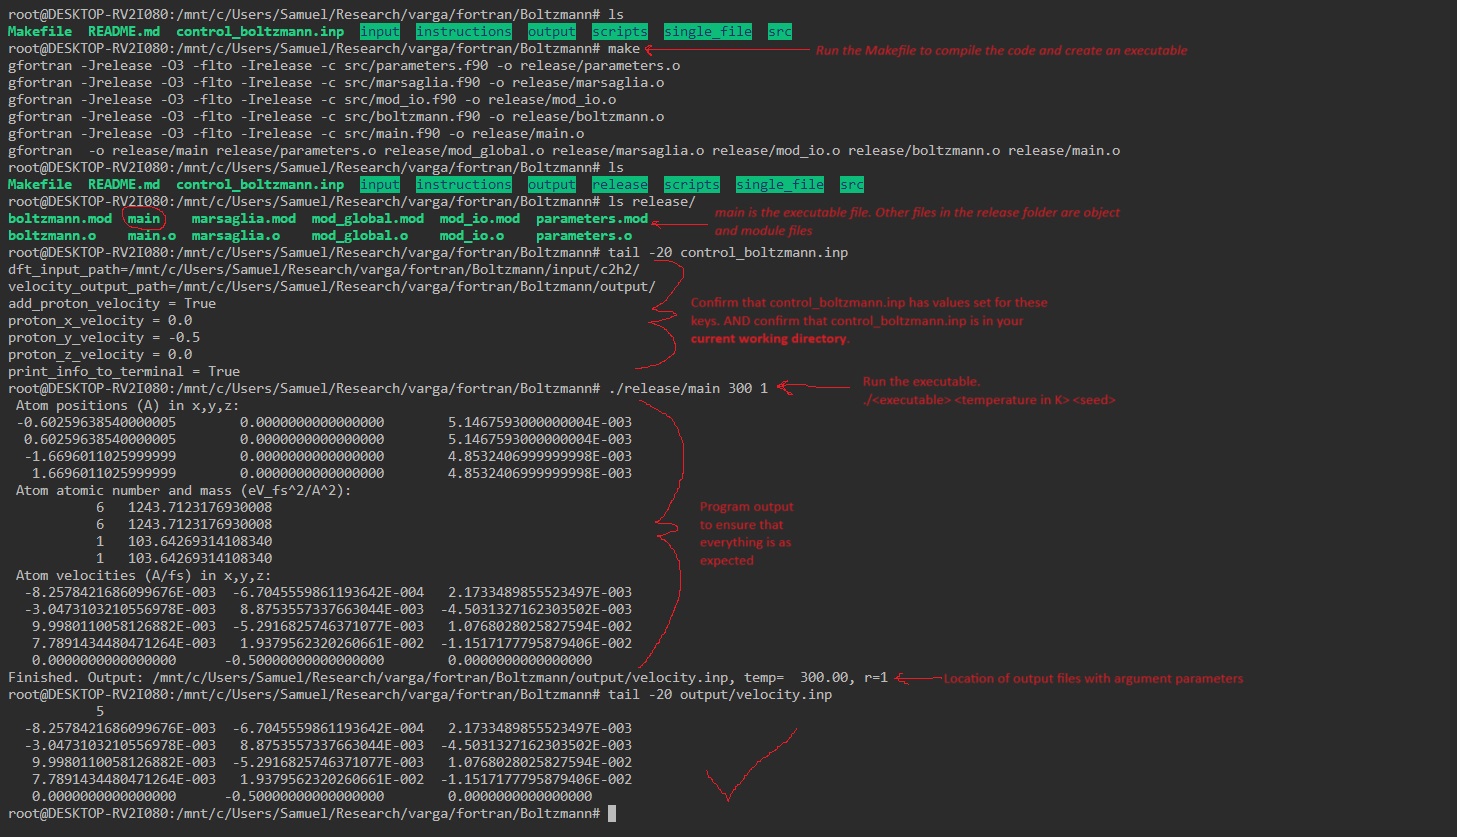 root@DESKTOP-RV2I080:/mnt/c/Users/Samuel/Research/varga/fortran/Boltzmann# ls
Makefile  README.md  control_boltzmann.inp  input  instructions  output  scripts  single_file  src
root@DESKTOP-RV2I080:/mnt/c/Users/Samuel/Research/varga/fortran/Boltzmann# make
Run the Makefile to compile the code and create an executable
gfortran -Jrelease -O3 -flto -Irelease -c src/parameters.f90 -o release/parameters.o
gfortran -Jrelease -O3 -flto -Irelease -c src/marsaglia.f90 -o release/marsaglia.o
gfortran -Jrelease -O3 -flto -Irelease -c src/mod_io.f90 -o release/mod_io.o
gfortran -Jrelease -O3 -flto -Irelease -c src/boltzmann.f90 -o release/boltzmann.o
gfortran -Jrelease -O3 -flto -Irelease -c src/main.f90 -o release/main.o
gfortran  -o release/main release/parameters.o release/mod_global.o release/marsaglia.o release/mod_io.o release/boltzmann.o release/main.o
root@DESKTOP-RV2I080:/mnt/c/Users/Samuel/Research/varga/fortran/Boltzmann# ls
Makefile  README.md  control_boltzmann.inp  input  instructions  output  release  scripts  single_file  src
root@DESKTOP-RV2I080:/mnt/c/Users/Samuel/Research/varga/fortran/Boltzmann# ls release/
boltzmann.mod  main  marsaglia.mod  mod_global.mod  mod_io.mod  parameters.mod
boltzmann.o  main.o  marsaglia.o  mod_global.o  mod_io.o  parameters.o
main is the executable file. Other files in the release folder are object
and module files
root@DESKTOP-RV2I080:/mnt/c/Users/Samuel/Research/varga/fortran/Boltzmann# tail -20 control_boltzmann.inp
dft_input_path=/mnt/c/Users/Samuel/Research/varga/fortran/Boltzmann/input/c2h2/
velocity_output_path=/mnt/c/Users/Samuel/Research/varga/fortran/Boltzmann/output/
add_proton_velocity = True
proton_x_velocity = 0.0
proton_y_velocity = -0.5
proton_z_velocity = 0.0
print_info_to_terminal = True
Confirm that control_boltzmann.inp has values set for these
keys. AND confirm that control_boltzmann.inp is in your
current working directory.
root@DESKTOP-RV2I080:/mnt/c/Users/Samuel/Research/varga/fortran/Boltzmann# ./release/main 300 1
Run the executable.
./<executable> <temperature in K> <seed>
Atom positions (A) in x,y,z:
-0.60259638540000005  0.0000000000000000  5.1467593000000004E-003
0.60259638540000005  0.0000000000000000  5.1467593000000004E-003
-1.6696011025999999  0.0000000000000000  4.8532406999999998E-003
1.6696011025999999  0.0000000000000000  4.8532406999999998E-003
Atom atomic number and mass (eV_fs^2/A^2):
6  1243.7123176930008
6  1243.7123176930008
1  103.64269314108340
1  103.64269314108340
Program output
to ensure that
everything is as
expected
Atom velocities (A/fs) in x,y,z:
-8.2578421686099676E-003  -6.7045559861193642E-004  2.1733489855523497E-003
-3.0473103210556978E-003  8.8753557337663044E-003  -4.5031327162303502E-003
9.9980110058126882E-003  -5.2916825746371077E-003  1.0768028025827594E-002
7.7891434480471264E-003  1.9379562320260661E-002  -1.1517177795879406E-002
0.0000000000000000  -0.50000000000000000  0.0000000000000000
Finished. Output: /mnt/c/Users/Samuel/Research/varga/fortran/Boltzmann/output/velocity.inp, temp=  300.00, r=1
Location of output files with argument parameters
root@DESKTOP-RV2I080:/mnt/c/Users/Samuel/Research/varga/fortran/Boltzmann# tail -20 output/velocity.inp
5
-8.2578421686099676E-003  -6.7045559861193642E-004  2.1733489855523497E-003
-3.0473103210556978E-003  8.8753557337663044E-003  -4.5031327162303502E-003
9.9980110058126882E-003  -5.2916825746371077E-003  1.0768028025827594E-002
7.7891434480471264E-003  1.9379562320260661E-002  -1.1517177795879406E-002
0.0000000000000000  -0.50000000000000000  0.0000000000000000
root@DESKTOP-RV2I080:/mnt/c/Users/Samuel/Research/varga/fortran/Boltzmann#